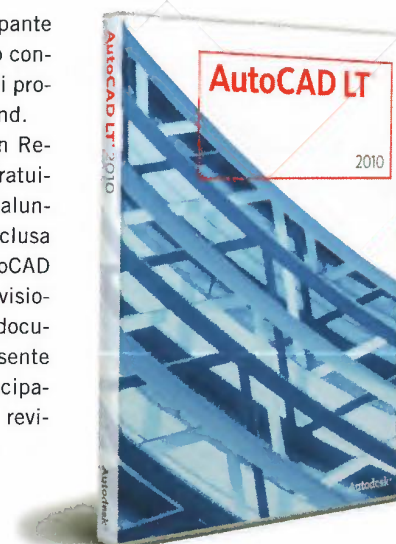 pante
o con-
i pro-
nd.
n Re-
ratui-
alun-
clusa
oCAD
visio-
docu-
sente
cipa-
revi-
AutoCAD LT 2010
Autodesk
AutoCAD LT
2010
Autodesk